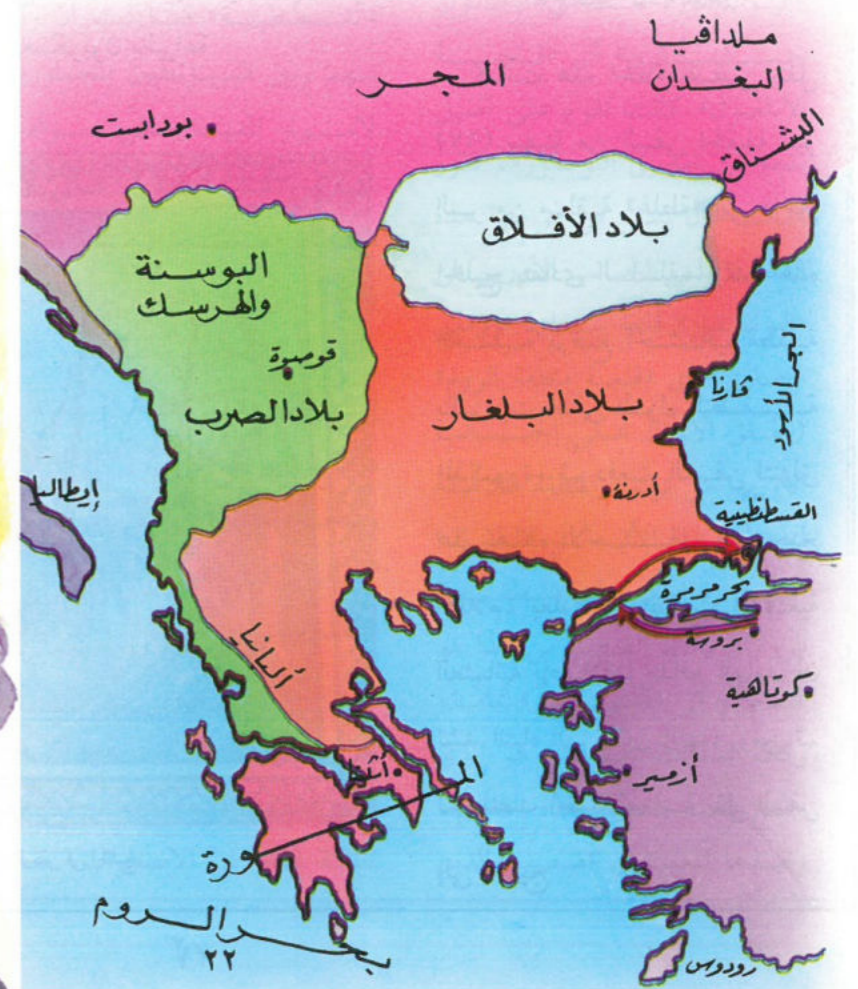 ملداڤيا
البغدان
المجر
البشناق
بودابست
بلاد الأفلاق
البوسنة
والهرسك
قوصوة
بلاد الصرب
بلاد البلغار
البحر الأسود
ڤارنا
أدرنة
القسطنطينية
بحر مرمرة
بروسة
كوتاهية
أزمير
إيطاليا
ألبانيا
أثينا
المورة
بحر الروم
رودوس
٢٢